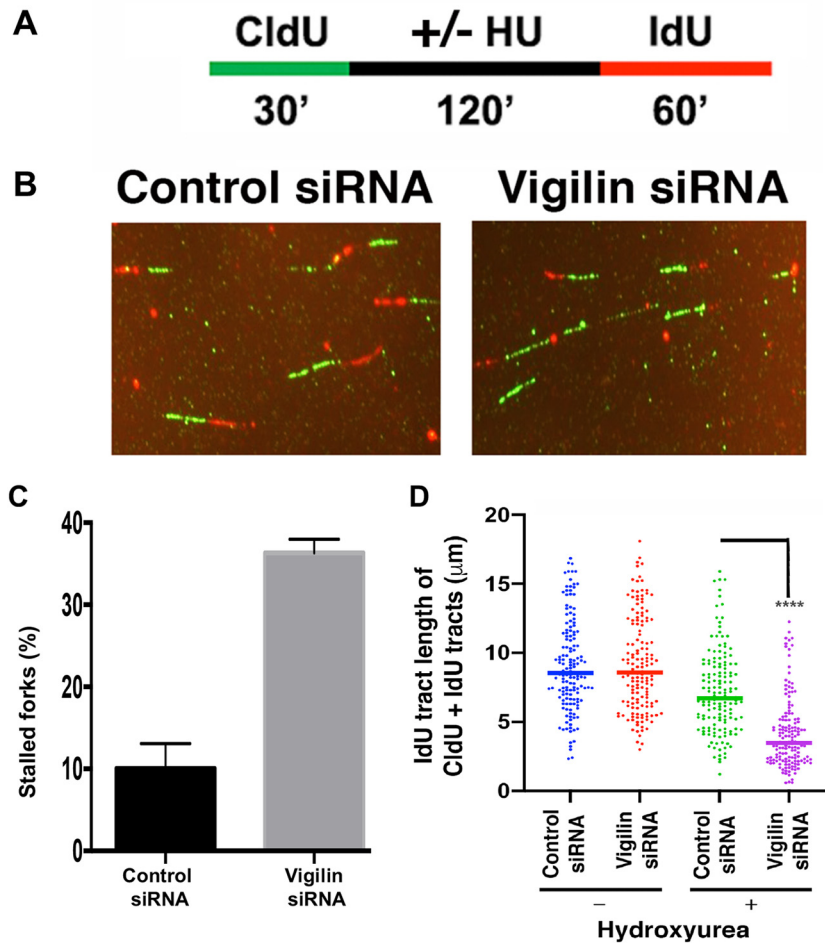 A
CldU +/- HU IdU
30' 120' 60'
B
Control siRNA Vigilin siRNA
C
40
30
20
10
0
Stalled forks (%)
Control siRNA
Vigilin siRNA
D
20
15
10
5
0
IdU tract length of
CldU + IdU tracts (μm)
****
Control siRNA
Vigilin siRNA
Control siRNA
Vigilin siRNA
− +
Hydroxyurea